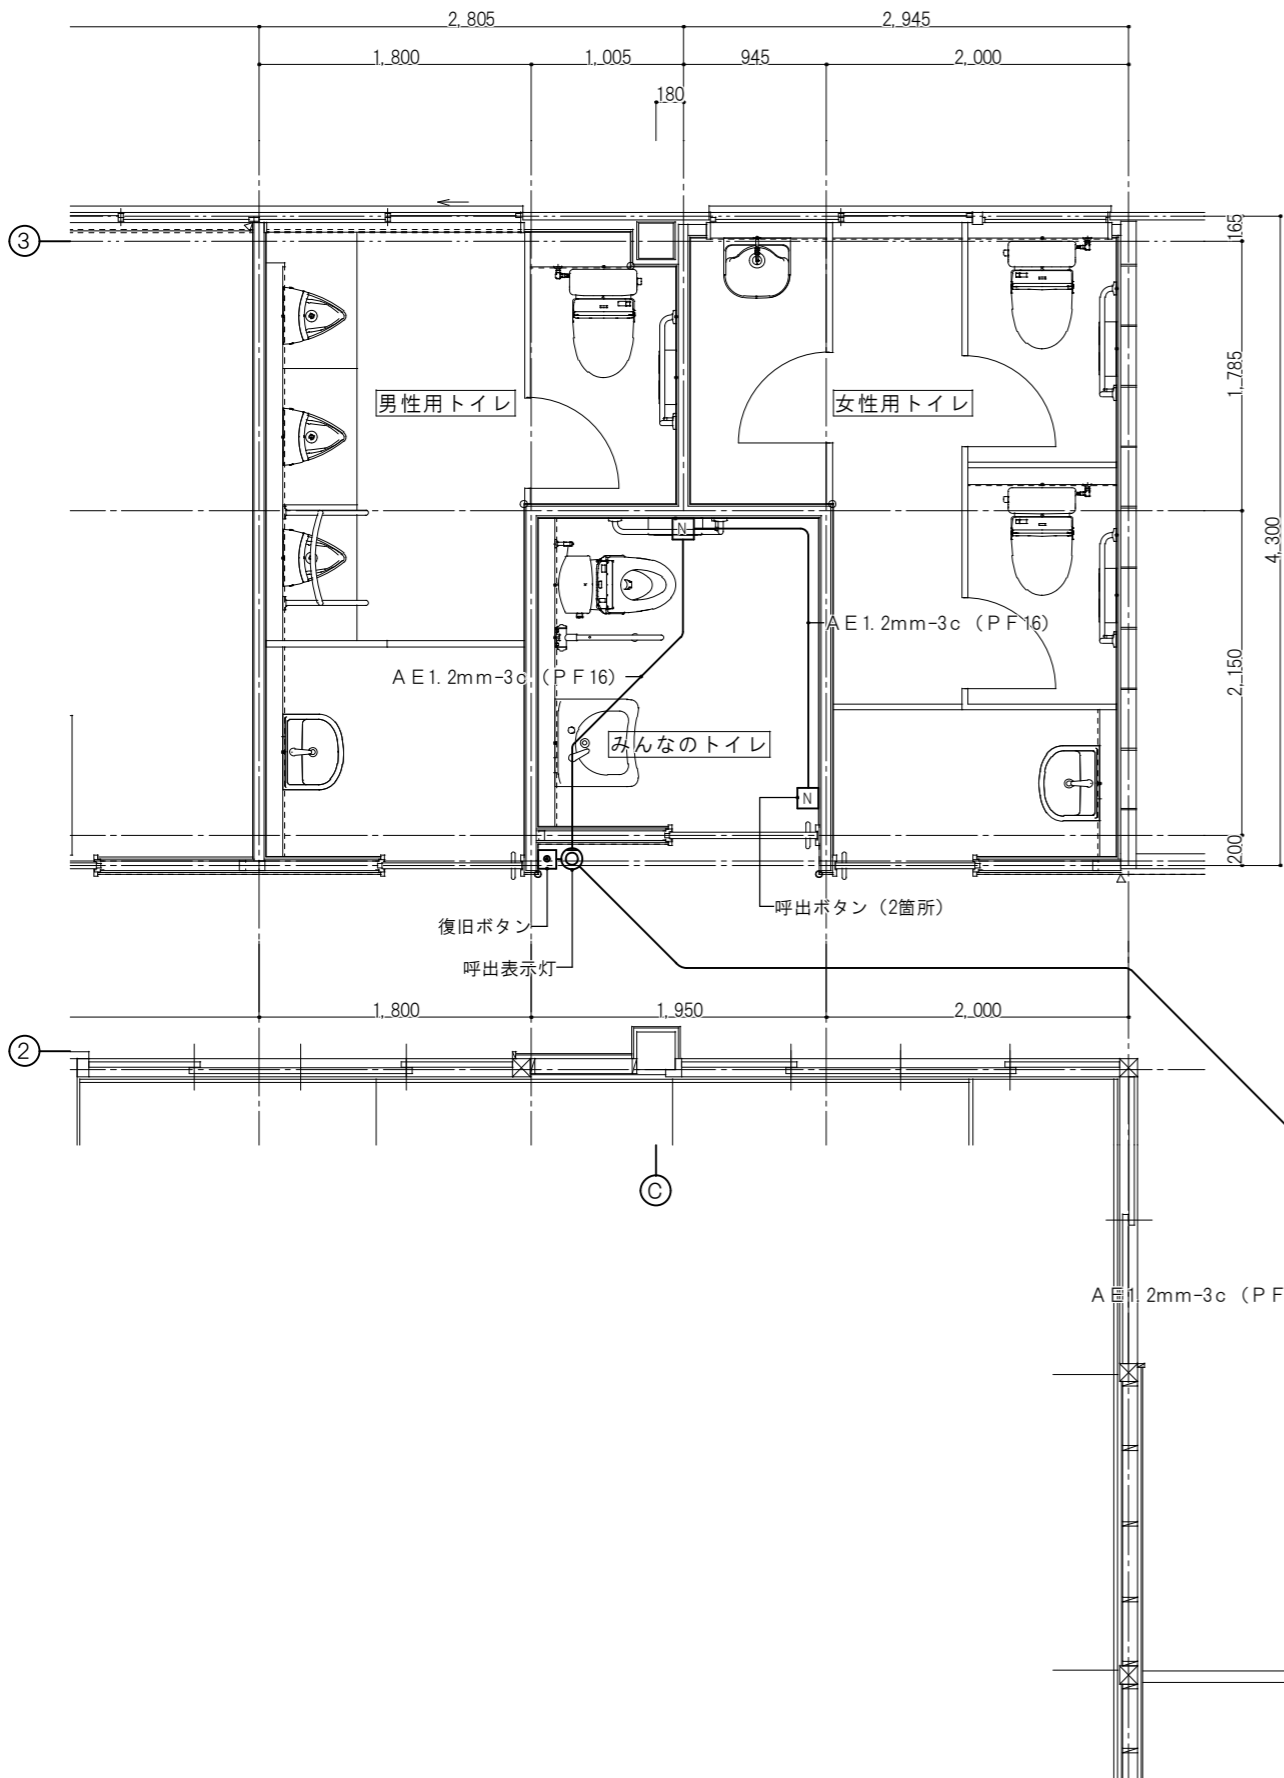 2,805
2,945
1,800
1,005
945
2,000
180
3
165
1,785
男性用トイレ
女性用トイレ
4,300
N
AE1.2mm-3c (PF16)
2,150
AE1.2mm-3c (PF16)
みんなのトイレ
N
200
呼出ボタン（2箇所）
復旧ボタン
呼出表示灯
1,800
1,950
2,000
2
C
AE1.2mm-3c (PF